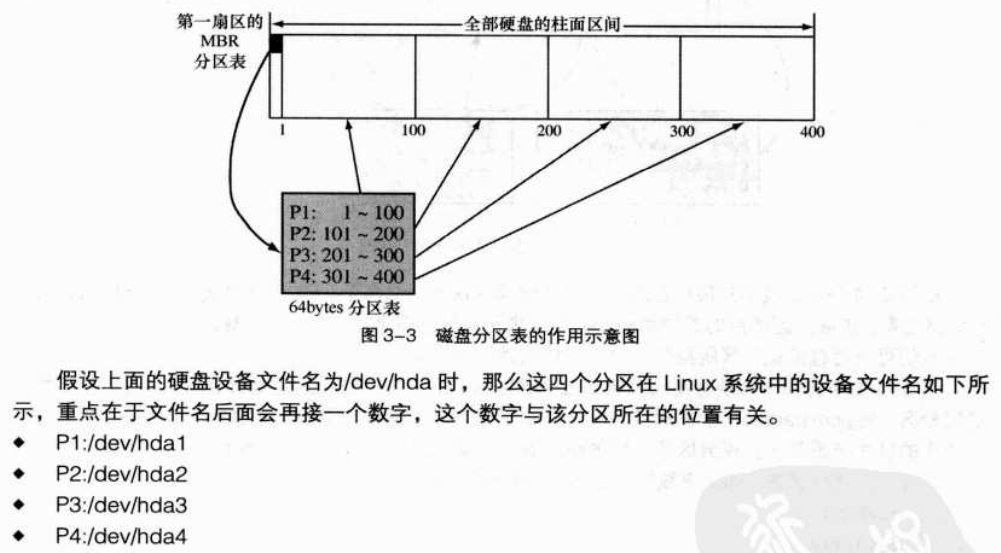 第一扇区的
MBR
分区表
全部硬盘的柱面区间
1 100 200 300 400
P1: 1 ~ 100
P2: 101 ~ 200
P3: 201 ~ 300
P4: 301 ~ 400
64bytes 分区表
图 3-3 磁盘分区表的作用示意图
假设上面的硬盘设备文件名为/dev/hda 时，那么这四个分区在 Linux 系统中的设备文件名如下所
示，重点在于文件名后面会再接一个数字，这个数字与该分区所在的位置有关。
◆ P1:/dev/hda1
◆ P2:/dev/hda2
◆ P3:/dev/hda3
◆ P4:/dev/hda4